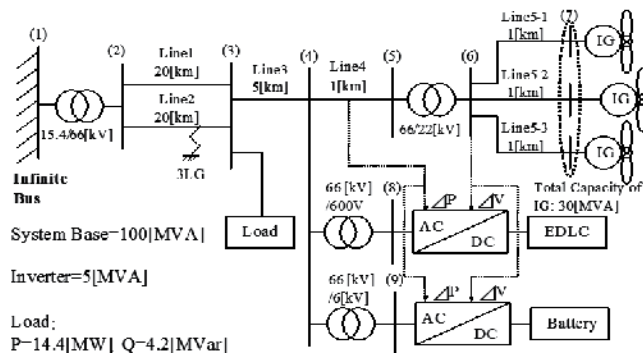 (1)
(2)
Line1
20[km]
(3)
Line3
5[km]
(4)
Line4
1[km]
(5)
(6)
Line5-1
1[km]
(7)
IG
Line2
20[km]
Line5-2
1[km]
IG
15.4/66[kV]
66/22[kV]
Line5-3
1[km]
IG
3LG
Infinite
Bus
Total Capacity of
IG: 30[MVA]
66[kV]
/600V
(8)
⊿P
⊿V
AC
DC
EDLC
Load
System Base=100[MVA]
Inverter=5[MVA]
66[kV]
/6[kV]
(9)
⊿P
⊿V
AC
DC
Battery
Load:
P=14.4[MW] Q=4.2[MVar]